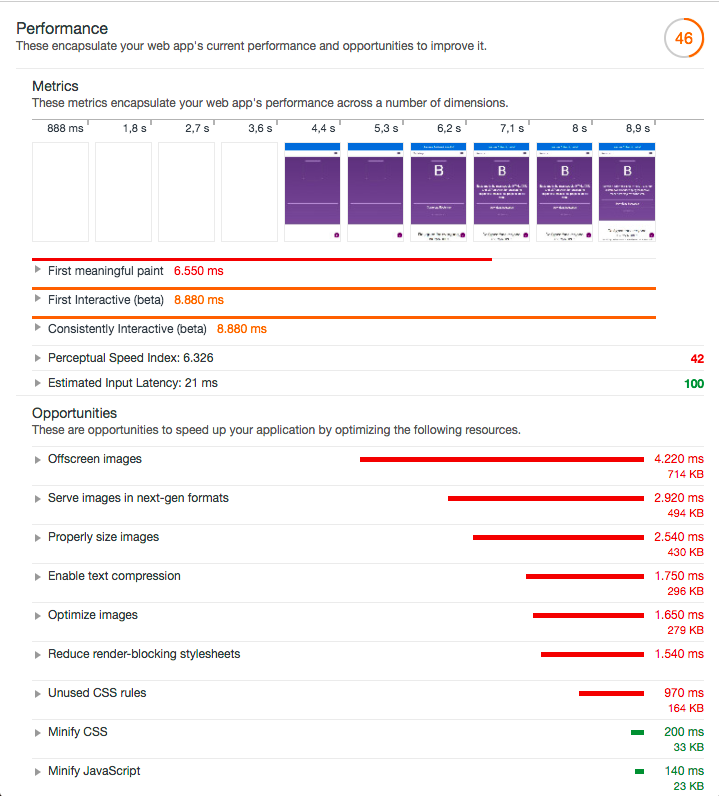 Performance
46
These encapsulate your web app's current performance and opportunities to improve it.
Metrics
These metrics encapsulate your web app's performance across a number of dimensions.
888 ms 1,8 s 2,7 s 3,6 s 4,4 s 5,3 s 6,2 s 7,1 s 8 s 8,9 s
B B B B
First meaningful paint 6.550 ms
First Interactive (beta) 8.880 ms
Consistently Interactive (beta) 8.880 ms
Perceptual Speed Index: 6.326 42
Estimated Input Latency: 21 ms 100
Opportunities
These are opportunities to speed up your application by optimizing the following resources.
Offscreen images 4.220 ms
714 KB
Serve images in next-gen formats 2.920 ms
494 KB
Properly size images 2.540 ms
430 KB
Enable text compression 1.750 ms
296 KB
Optimize images 1.650 ms
279 KB
Reduce render-blocking stylesheets 1.540 ms
Unused CSS rules 970 ms
164 KB
Minify CSS 200 ms
33 KB
Minify JavaScript 140 ms
23 KB